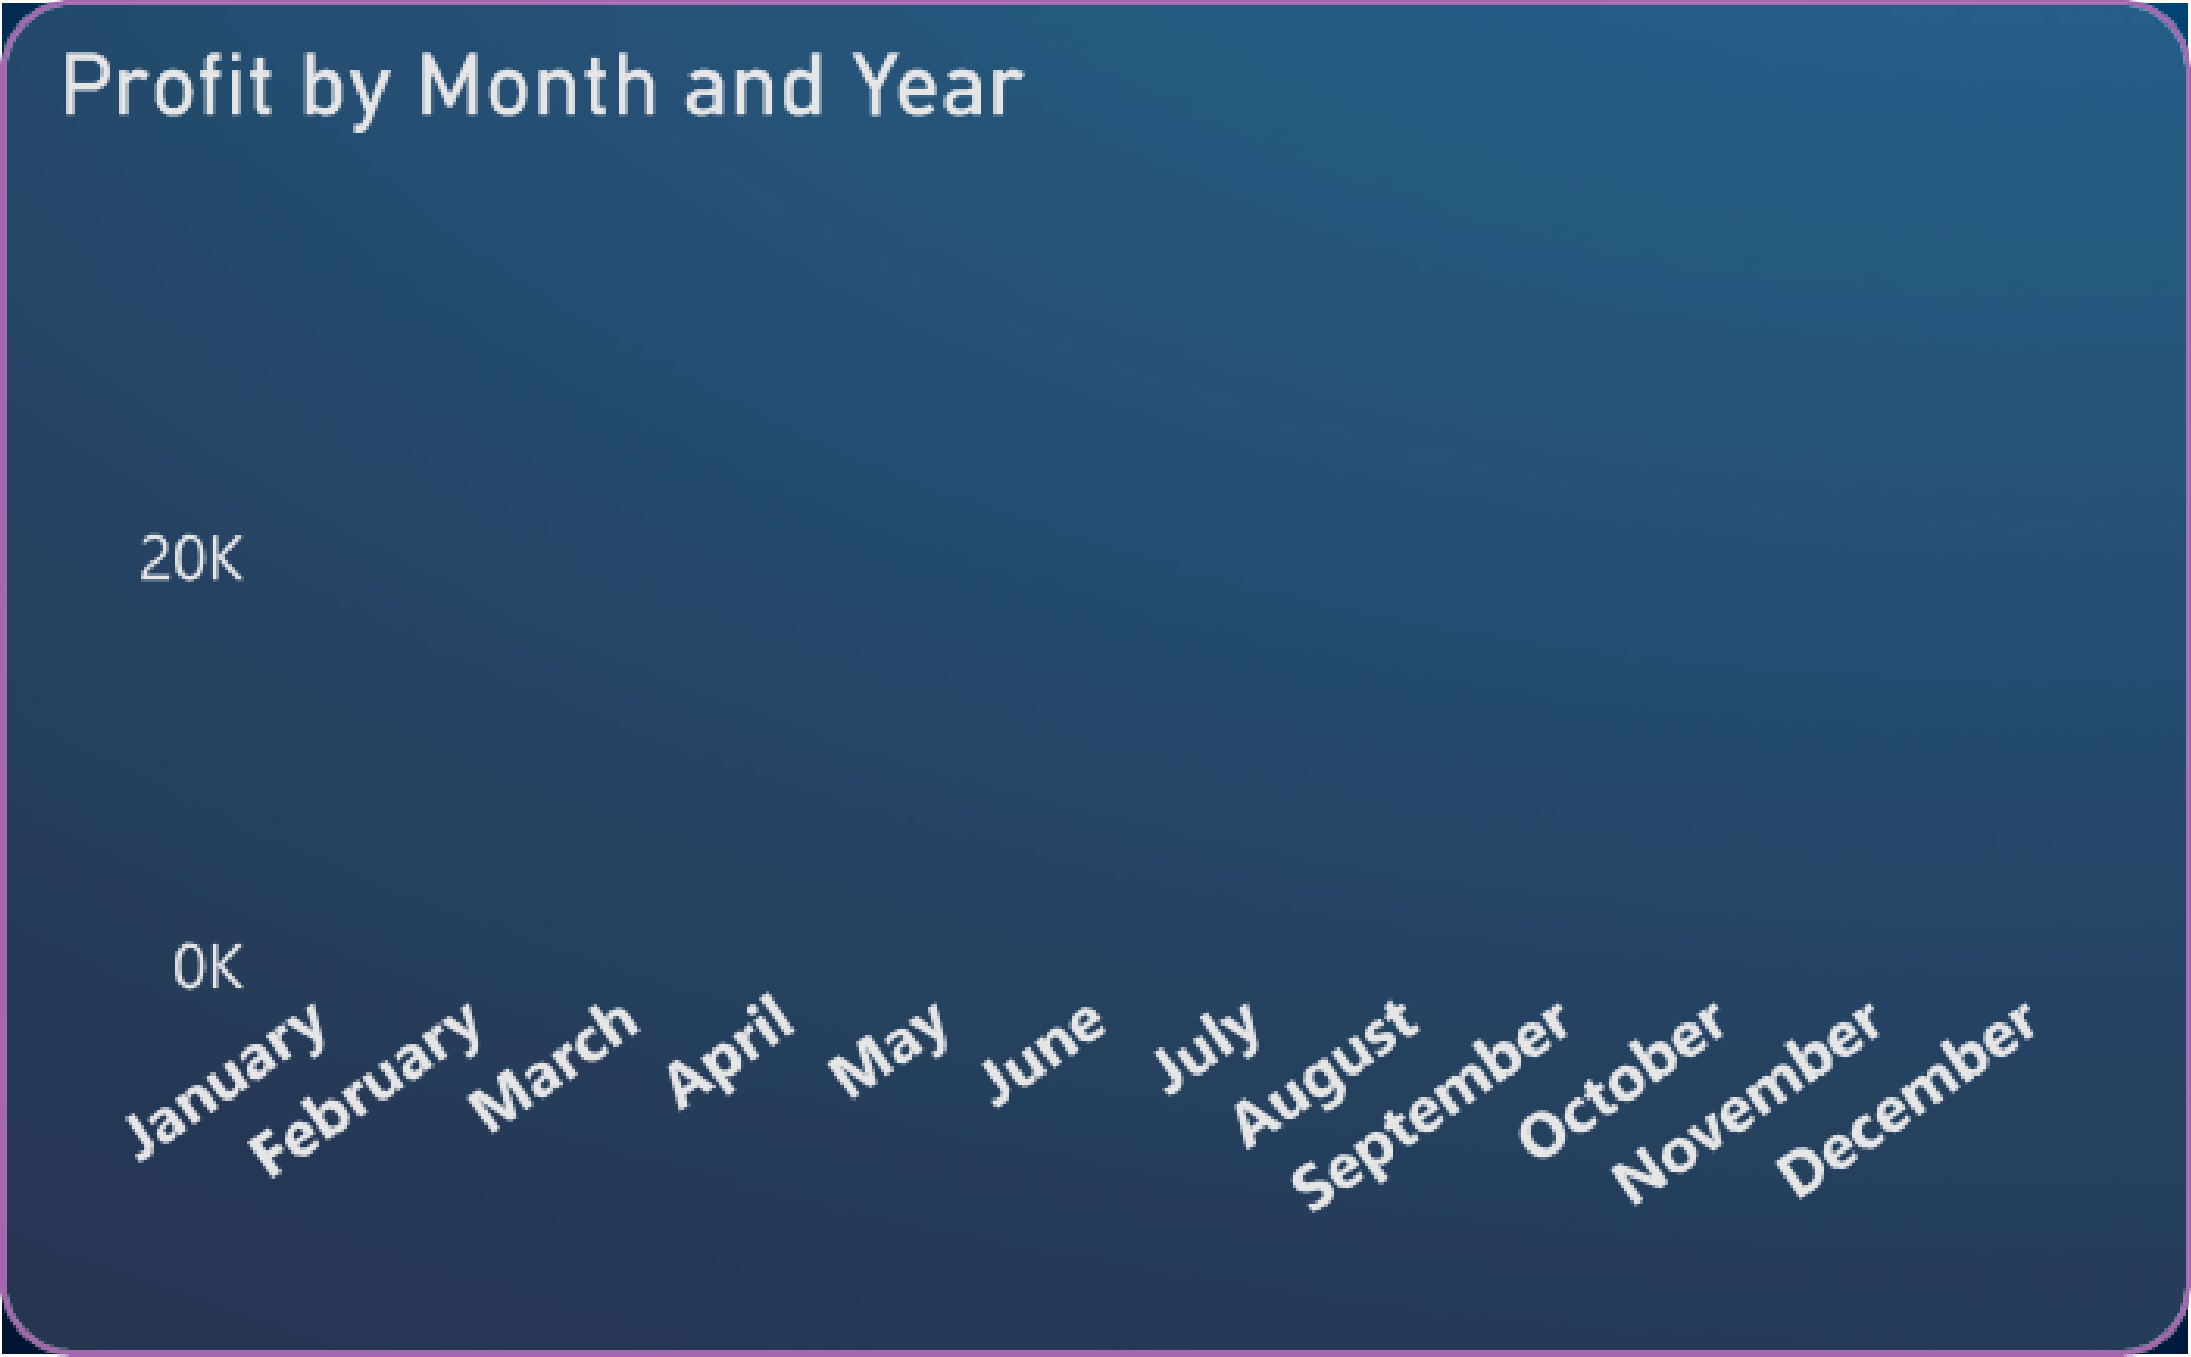 Profit by Month and Year
20K
0K
January
February
March
April
May
June
July
August
September
October
November
December